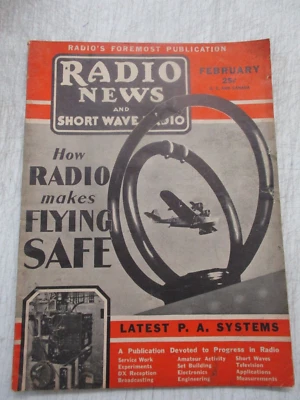 RADIO'S FOREMOST PUBLICATION
RADIO
NEWS
AND
SHORT WAVE RADIO
FEBRUARY
25¢
How
RADIO
makes
FLYING
SAFE
LATEST P. A. SYSTEMS
A Publication Devoted to Progress in Radio
Service Work Amateur Activity Short Waves
Experiments Set Building Television
DX Reception Electronics Applications
Broadcasting Engineering Measurements